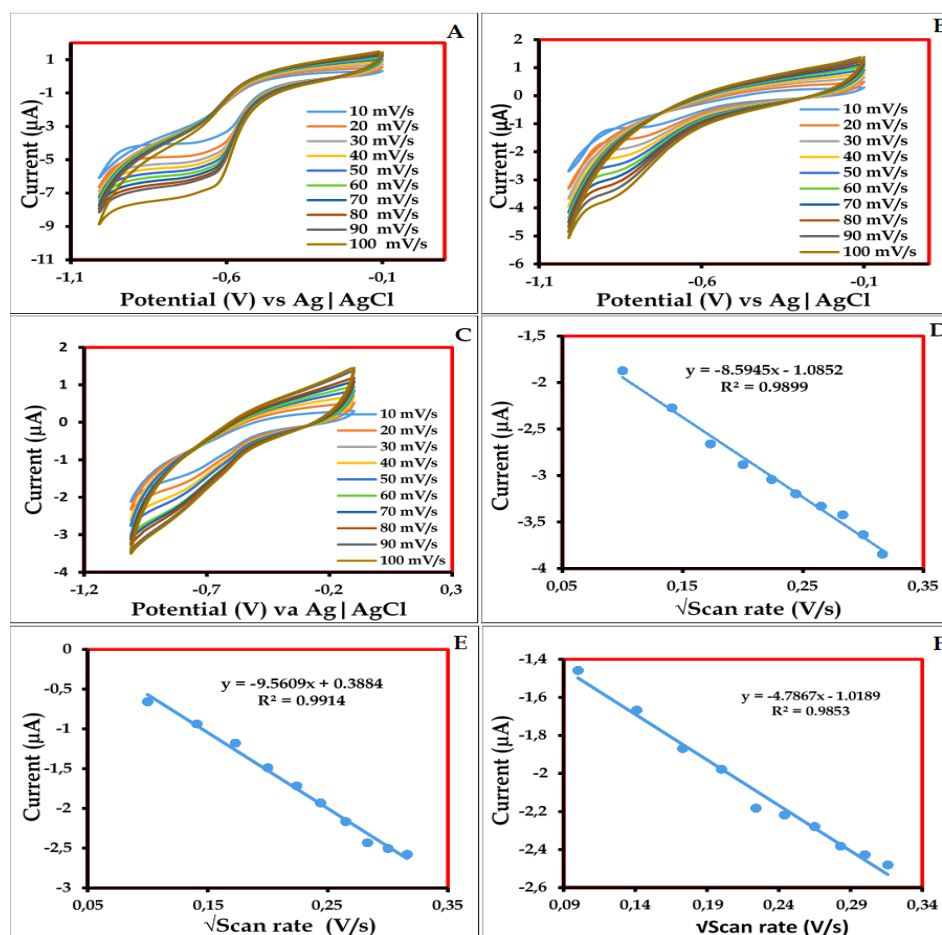 A
1
-1
-3
-5
-7
-9
-11
Current (µA)
10 mV/s
20 mV/s
30 mV/s
40 mV/s
50 mV/s
60 mV/s
70 mV/s
80 mV/s
90 mV/s
100 mV/s
-1,1 -0,6 -0,1
Potential (V) vs Ag|AgCl
B
2
1
0
-1
-2
-3
-4
-5
-6
Current (µA)
10 mV/s
20 mV/s
30 mV/s
40 mV/s
50 mV/s
60 mV/s
70 mV/s
80 mV/s
90 mV/s
100 mV/s
-1,1 -0,6 -0,1
Potential (V) vs Ag|AgCl
C
2
1
0
-1
-2
-3
-4
Current (µA)
10 mV/s
20 mV/s
30 mV/s
40 mV/s
50 mV/s
60 mV/s
70 mV/s
80 mV/s
90 mV/s
100 mV/s
-1,2 -0,7 -0,2 0,3
Potential (V) va Ag|AgCl
D
-1,5
-2
-2,5
-3
-3,5
-4
Current (µA)
y = -8.5945x - 1.0852
R² = 0.9899
0,05 0,15 0,25 0,35
√Scan rate (V/s)
E
0
-0,5
-1
-1,5
-2
-2,5
-3
Current (µA)
y = -9.5609x + 0.3884
R² = 0.9914
0,05 0,15 0,25 0,35
√Scan rate (V/s)
F
-1,4
-1,6
-1,8
-2
-2,2
-2,4
-2,6
Current (µA)
y = -4.7867x - 1.0189
R² = 0.9853
0,09 0,14 0,19 0,24 0,29 0,34
√Scan rate (V/s)